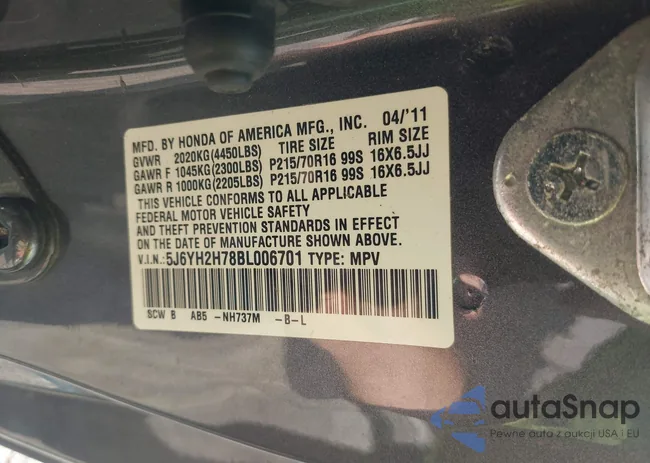 MFD. BY HONDA OF AMERICA MFG., INC. 04/'11
GVWR 2020KG(4450LBS) TIRE SIZE RIM SIZE
GAWR F 1045KG(2300LBS) P215/70R16 99S 16X6.5JJ
GAWR R 1000KG(2205LBS) P215/70R16 99S 16X6.5JJ
THIS VEHICLE CONFORMS TO ALL APPLICABLE
FEDERAL MOTOR VEHICLE SAFETY
AND THEFT PREVENTION STANDARDS IN EFFECT
ON THE DATE OF MANUFACTURE SHOWN ABOVE.
V.I.N.:5J6YH2H78BL006701 TYPE: MPV
SCW B AB5 -NH737M -B-L
autaSnap
Pewne auta z aukcji USA i EU